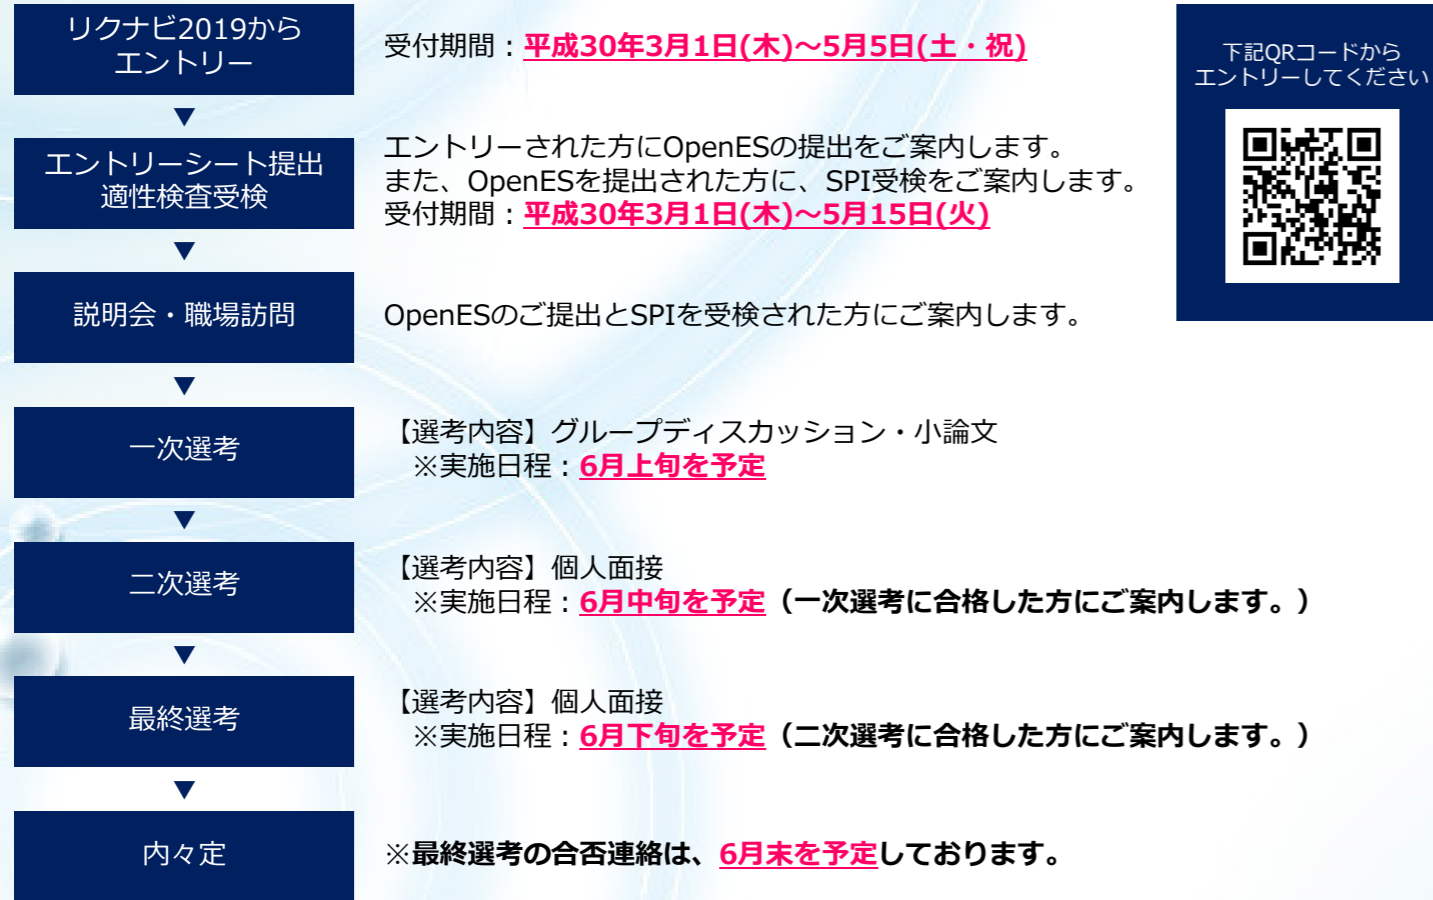 リクナビ2019から
エントリー
受付期間：平成30年3月1日(木)～5月5日(土・祝)
下記QRコードから
エントリーしてください
▼
エントリーシート提出
適性検査受検
エントリーされた方にOpenESの提出をご案内します。
また、OpenESを提出された方に、SPI受検をご案内します。
受付期間：平成30年3月1日(木)～5月15日(火)
▼
説明会・職場訪問
OpenESのご提出とSPIを受検された方にご案内します。
▼
一次選考
【選考内容】グループディスカッション・小論文
※実施日程：6月上旬を予定
▼
二次選考
【選考内容】個人面接
※実施日程：6月中旬を予定（一次選考に合格した方にご案内します。）
▼
最終選考
【選考内容】個人面接
※実施日程：6月下旬を予定（二次選考に合格した方にご案内します。）
▼
内々定
※最終選考の合否連絡は、6月末を予定しております。